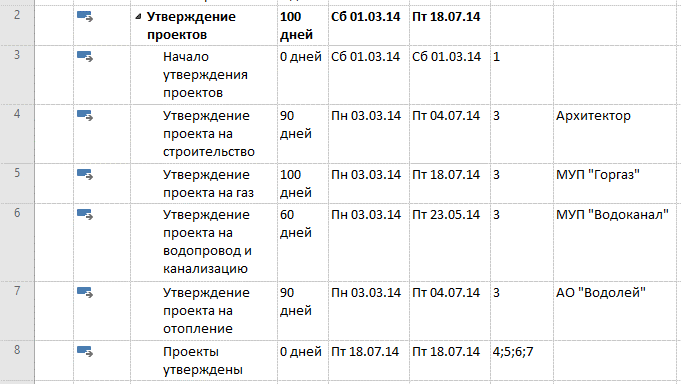 2 Утверждение проектов 100 дней Сб 01.03.14 Пт 18.07.14
3 Начало утверждения проектов 0 дней Сб 01.03.14 Сб 01.03.14 1
4 Утверждение проекта на строительство 90 дней Пн 03.03.14 Пт 04.07.14 3 Архитектор
5 Утверждение проекта на газ 100 дней Пн 03.03.14 Пт 18.07.14 3 МУП "Горгаз"
6 Утверждение проекта на водопровод и канализацию 60 дней Пн 03.03.14 Пт 23.05.14 3 МУП "Водоканал"
7 Утверждение проекта на отопление 90 дней Пн 03.03.14 Пт 04.07.14 3 АО "Водолей"
8 Проекты утверждены 0 дней Пт 18.07.14 Пт 18.07.14 4;5;6;7